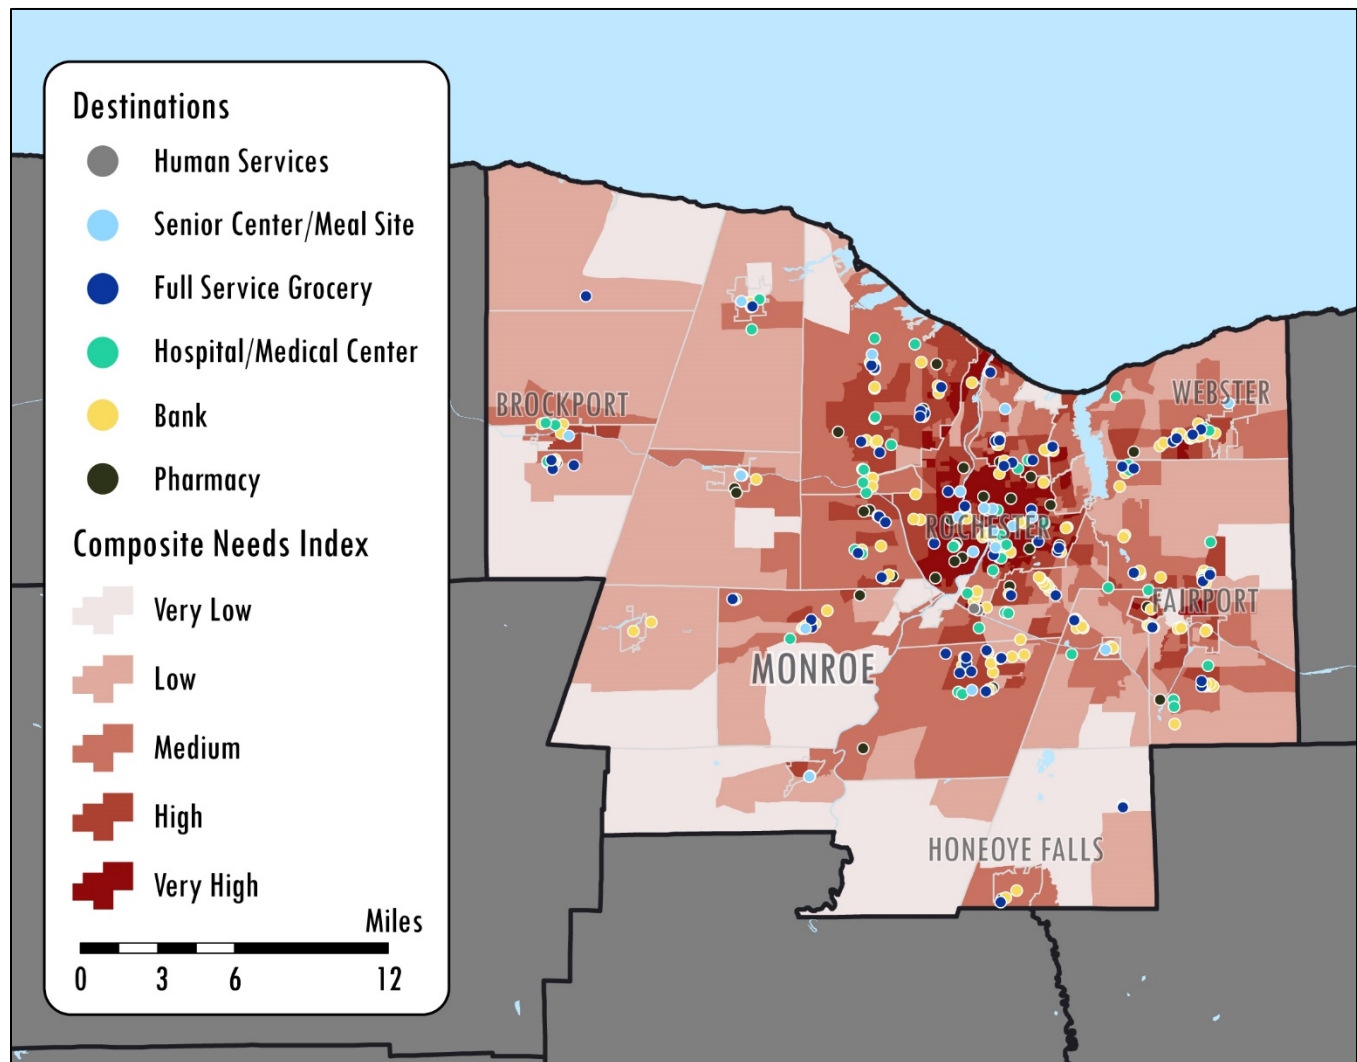 Destinations
Human Services
Senior Center/Meal Site
Full Service Grocery
Hospital/Medical Center
Bank
Pharmacy
Composite Needs Index
Very Low
Low
Medium
High
Very High
Miles
0 3 6 12
BROCKPORT
WEBSTER
ROCHESTER
FAIRPORT
MONROE
HONEOYE FALLS